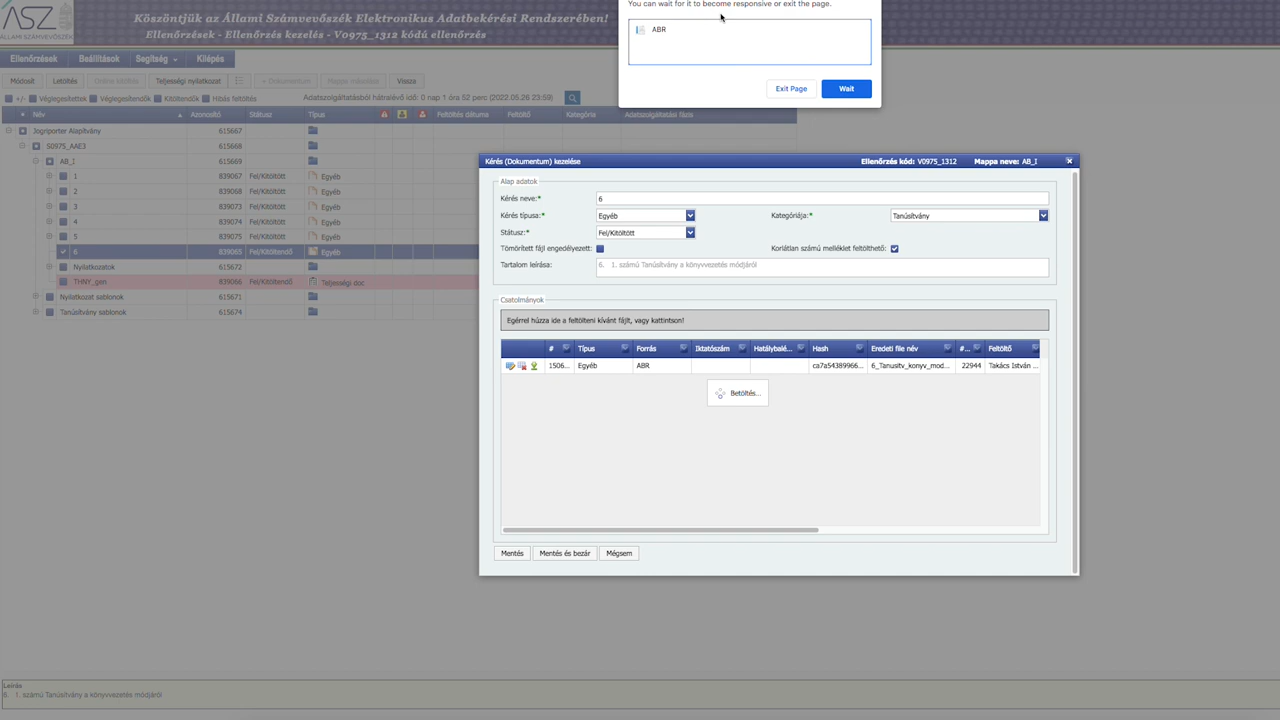 You can wait for it to become responsive or exit the page.
ABR
Exit Page
Wait
ÁSZ
ÁLLAMI SZÁMVEVŐSZÉK
Köszöntjük az Állami Számvevőszék Elektronikus Adatbekérési Rendszerében!
Ellenőrzések - Ellenőrzés kezelés - V0975_1312 kódú ellenőrzés
Ellenőrzések Beállítások Segítség Kilépés
Módosít Letöltés Online kitöltés Teljességi nyilatkozat + Dokumentum Mappa műveletek Vissza
+/- Véglegesítettek Véglegesítendők Kitöltendők Hibás feltöltés Adatszolgáltatásból hátralévő idő: 0 nap 1 óra 52 perc (2022.05.26 23:59)
Név Azonosító Státusz Típus Feltöltés dátuma Feltöltő Kategória Adatszolgáltatási fázis
Jogriporter Alapítvány 615667
S0975_AAE3 615668
AB_I 615669
1 839067 Fel/Kitöltött Egyéb
2 839068 Fel/Kitöltött Egyéb
3 839073 Fel/Kitöltött Egyéb
4 839074 Fel/Kitöltött Egyéb
5 839075 Fel/Kitöltött Egyéb
6 839065 Fel/Kitöltendő Egyéb
Nyilatkozatok 615672
THNY_gen 839066 Fel/Kitöltendő Teljességi doc
Nyilatkozat sablonok 615671
Tanúsítvány sablonok 615674
Kérés (Dokumentum) kezelése Ellenőrzés kód: V0975_1312 Mappa neve: AB_I
Alap adatok
Kérés neve:* 6
Kérés típusa:* Egyéb Kategóriája:* Tanúsítvány
Státusz:* Fel/Kitöltött
Tömörített fájl engedélyezett: Korlátlan számú melléklet feltölthető:
Tartalom leírása: 6. 1. számú Tanúsítvány a könyvvezetés módjáról
Csatolmányok
Egérrel húzza ide a feltölteni kívánt fájlt, vagy kattintson!
# Típus Forrás Iktatószám Hatálybalé... Hash Eredeti file név #... Feltöltő
1506... Egyéb ABR ca7a54389966... 6_Tanusitv_konyv_mod... 22944 Takács István ...
Betöltés...
Mentés Mentés és bezár Mégsem
Leírás
6. 1. számú Tanúsítvány a könyvvezetés módjáról